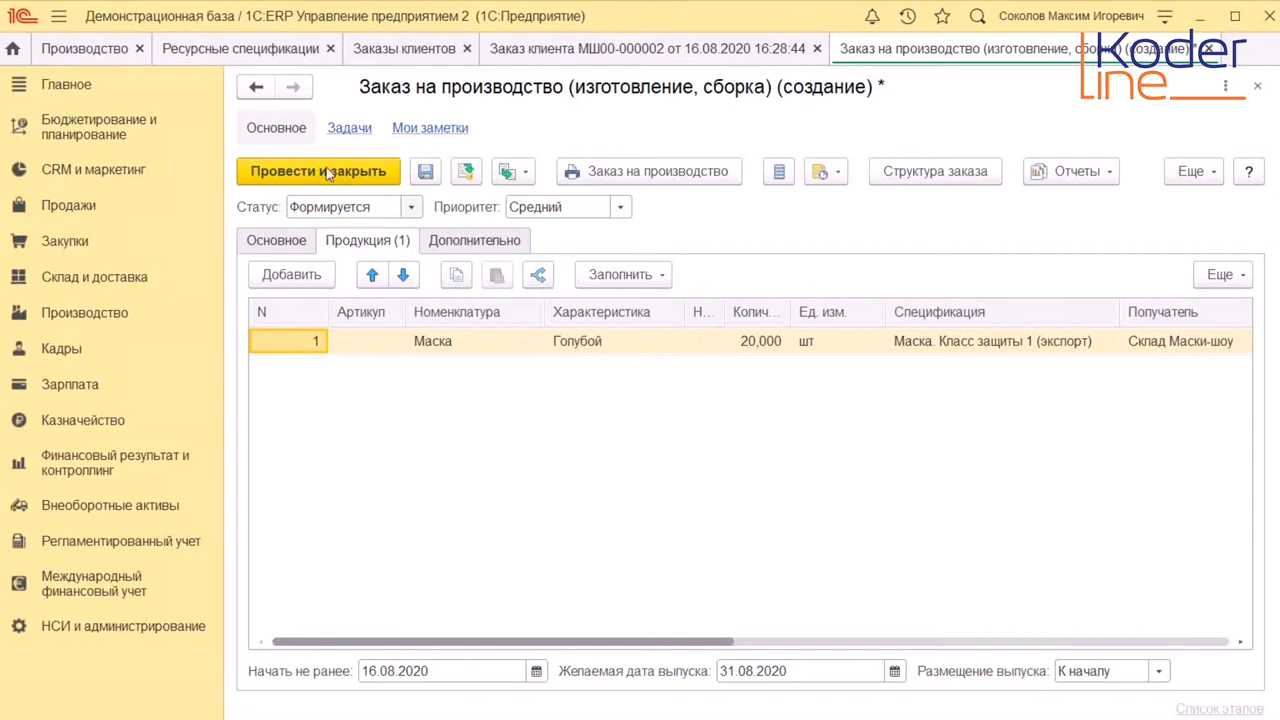 Демонстрационная база / 1С:ERP Управление предприятием 2 (1С:Предприятие)
Соколов Максим Игоревич
Производство
Ресурсные спецификации
Заказы клиентов
Заказ клиента МШ00-000002 от 16.08.2020 16:28:44
Заказ на производство (изготовление, сборка) (создание) *
Koder
line
Главное
Бюджетирование и
планирование
CRM и маркетинг
Продажи
Закупки
Склад и доставка
Производство
Кадры
Зарплата
Казначейство
Финансовый результат и
контроллинг
Внеоборотные активы
Регламентированный учет
Международный
финансовый учет
НСИ и администрирование
Заказ на производство (изготовление, сборка) (создание) *
Основное
Задачи
Мои заметки
Провести и закрыть
Заказ на производство
Структура заказа
Отчеты
Еще
?
Статус: Формируется
Приоритет: Средний
Основное
Продукция (1)
Дополнительно
Добавить
Заполнить
Еще
N Артикул Номенклатура Характеристика Н... Колич... Ед. изм. Спецификация Получатель
1 Маска Голубой 20,000 шт Маска. Класс защиты 1 (экспорт) Склад Маски-шоу
Начать не ранее: 16.08.2020 Желаемая дата выпуска: 31.08.2020 Размещение выпуска: К началу
Список этапов